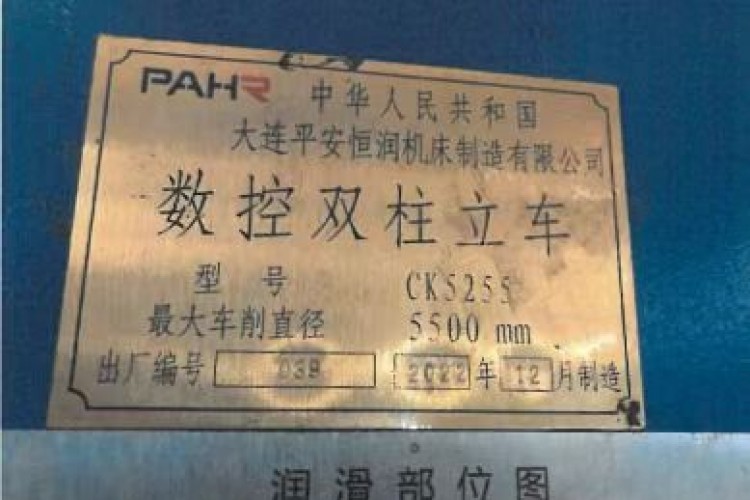 PAHR 中华人民共和国
大连平安恒润机床制造有限公司
数控双柱立车
型号 CK5255
最大车削直径 5500 mm
出厂编号 039 2022年12月制造
润滑部位图